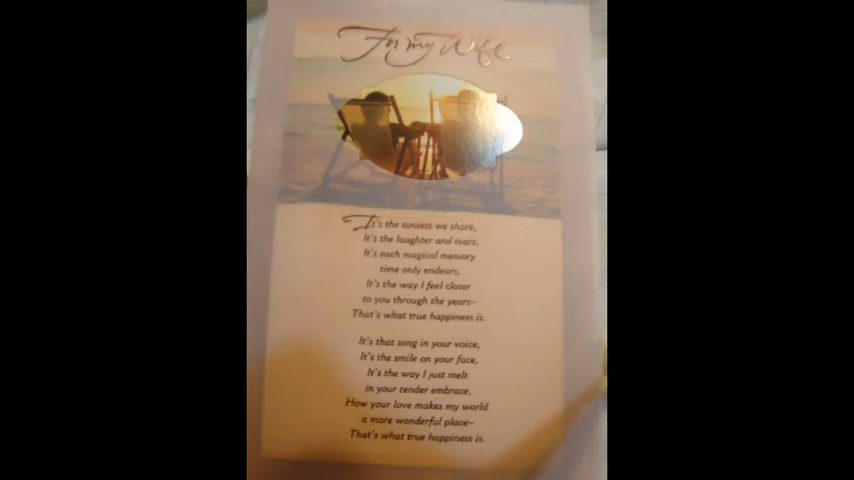 For my Wife
It's the sunsets we share,
It's the laughter and tears,
It's each magical memory
time only endears,
It's the way I feel closer
to you through the years–
That's what true happiness is.
It's that song in your voice,
It's the smile on your face,
It's the way I just melt
in your tender embrace,
How your love makes my world
a more wonderful place–
That's what true happiness is.